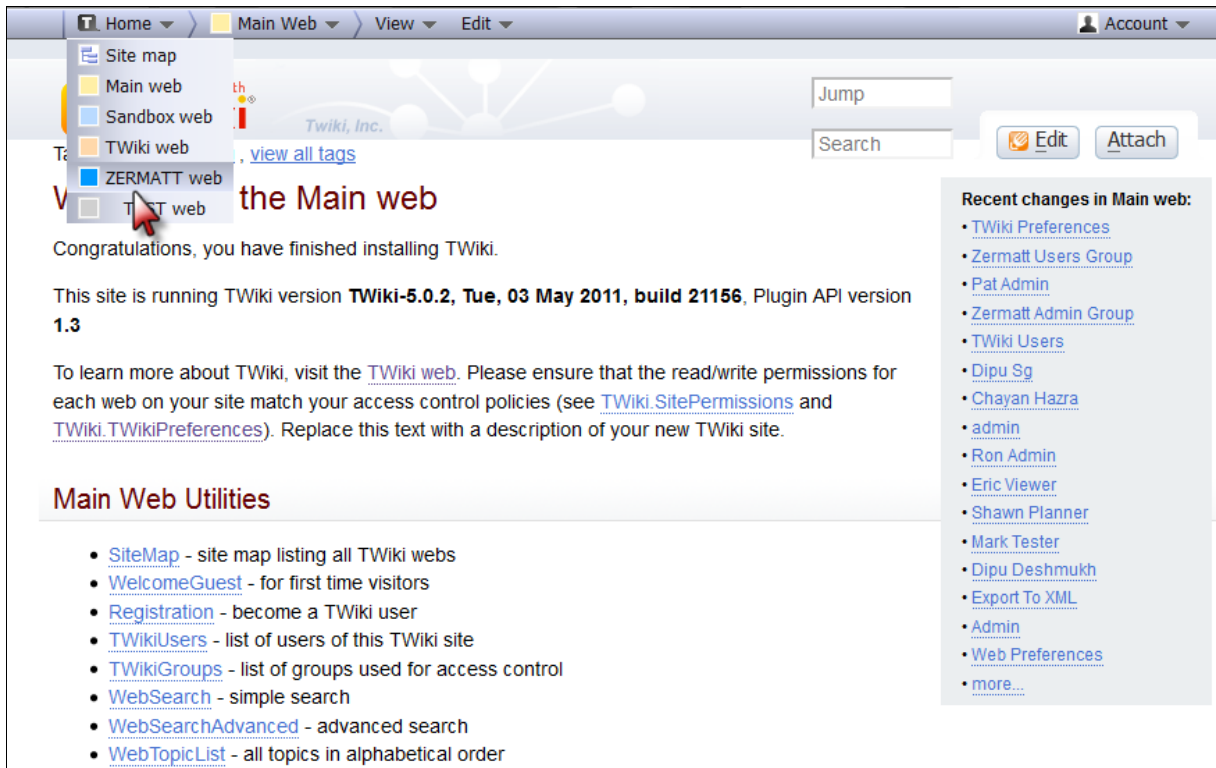 Home Main Web View Edit Account
Site map
Main web
Sandbox web
TWiki web
ZERMATT web
web
th
Twiki, Inc.
Jump
Search
Edit Attach
, view all tags
the Main web
Congratulations, you have finished installing TWiki.
This site is running TWiki version TWiki-5.0.2, Tue, 03 May 2011, build 21156, Plugin API version
1.3
To learn more about TWiki, visit the TWiki web. Please ensure that the read/write permissions for
each web on your site match your access control policies (see TWiki.SitePermissions and
TWiki.TWikiPreferences). Replace this text with a description of your new TWiki site.
Main Web Utilities
• SiteMap - site map listing all TWiki webs
• WelcomeGuest - for first time visitors
• Registration - become a TWiki user
• TWikiUsers - list of users of this TWiki site
• TWikiGroups - list of groups used for access control
• WebSearch - simple search
• WebSearchAdvanced - advanced search
• WebTopicList - all topics in alphabetical order
Recent changes in Main web:
• TWiki Preferences
• Zermatt Users Group
• Pat Admin
• Zermatt Admin Group
• TWiki Users
• Dipu Sg
• Chayan Hazra
• admin
• Ron Admin
• Eric Viewer
• Shawn Planner
• Mark Tester
• Dipu Deshmukh
• Export To XML
• Admin
• Web Preferences
• more...